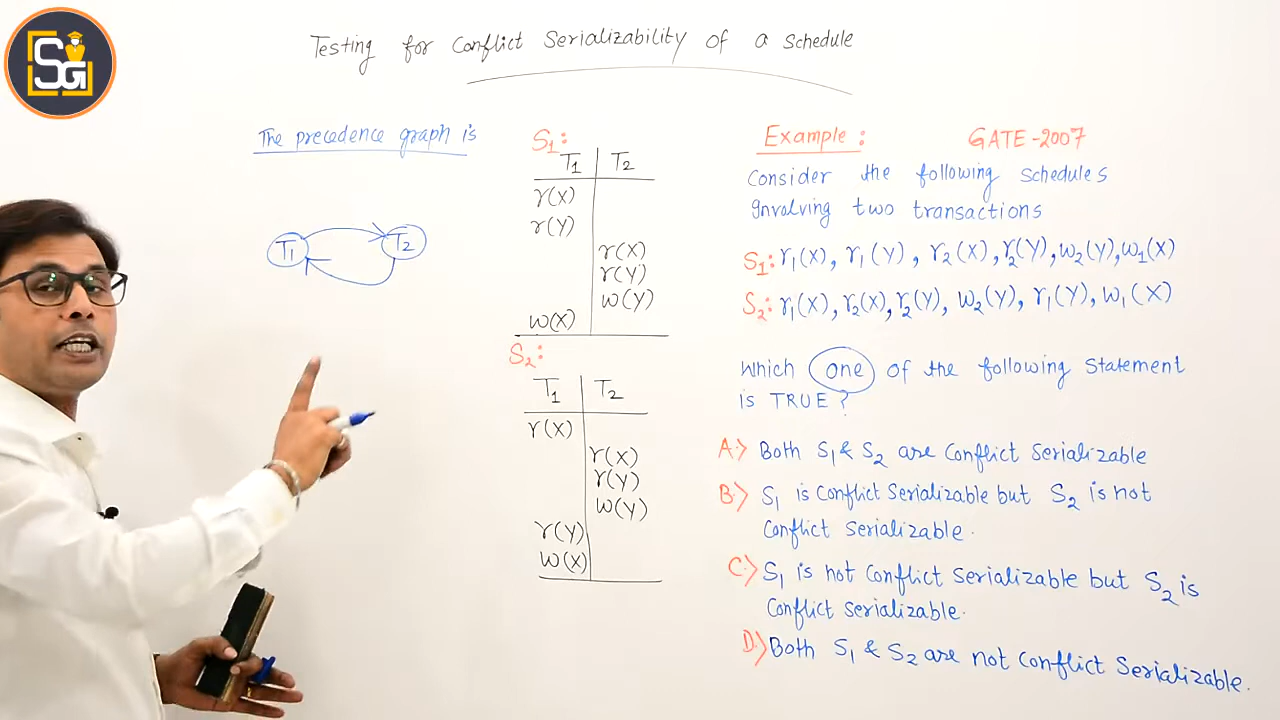 SG
Testing for Conflict Serializability of a Schedule
The precedence graph is
T1 T2
S1:
T1 T2
r(X)
r(Y)
r(X)
r(Y)
w(Y)
w(X)
S2:
T1 T2
r(X)
r(X)
r(Y)
w(Y)
r(Y)
w(X)
Example : GATE-2007
Consider the following schedules
involving two transactions
S1: r1(X), r1(Y), r2(X), r2(Y), w2(Y), w1(X)
S2: r1(X), r2(X), r2(Y), w2(Y), r1(Y), w1(X)
Which one of the following Statement
is TRUE?
A.) Both S1 & S2 are Conflict Serializable
B.) S1 is Conflict Serializable but S2 is not
Conflict Serializable.
C.) S1 is not Conflict Serializable but S2 is
Conflict Serializable.
D.) Both S1 & S2 are not Conflict Serializable.